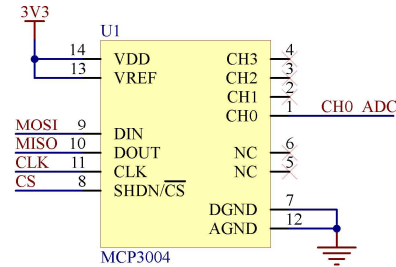 3V3
U1
14 VDD CH3 4
13 VREF CH2 3
CH1 2
CH0 1 CH0_ADC
MOSI 9 DIN
MISO 10 DOUT NC 6
CLK 11 CLK NC 5
CS 8 SHDN/CS
DGND 7
AGND 12
MCP3004